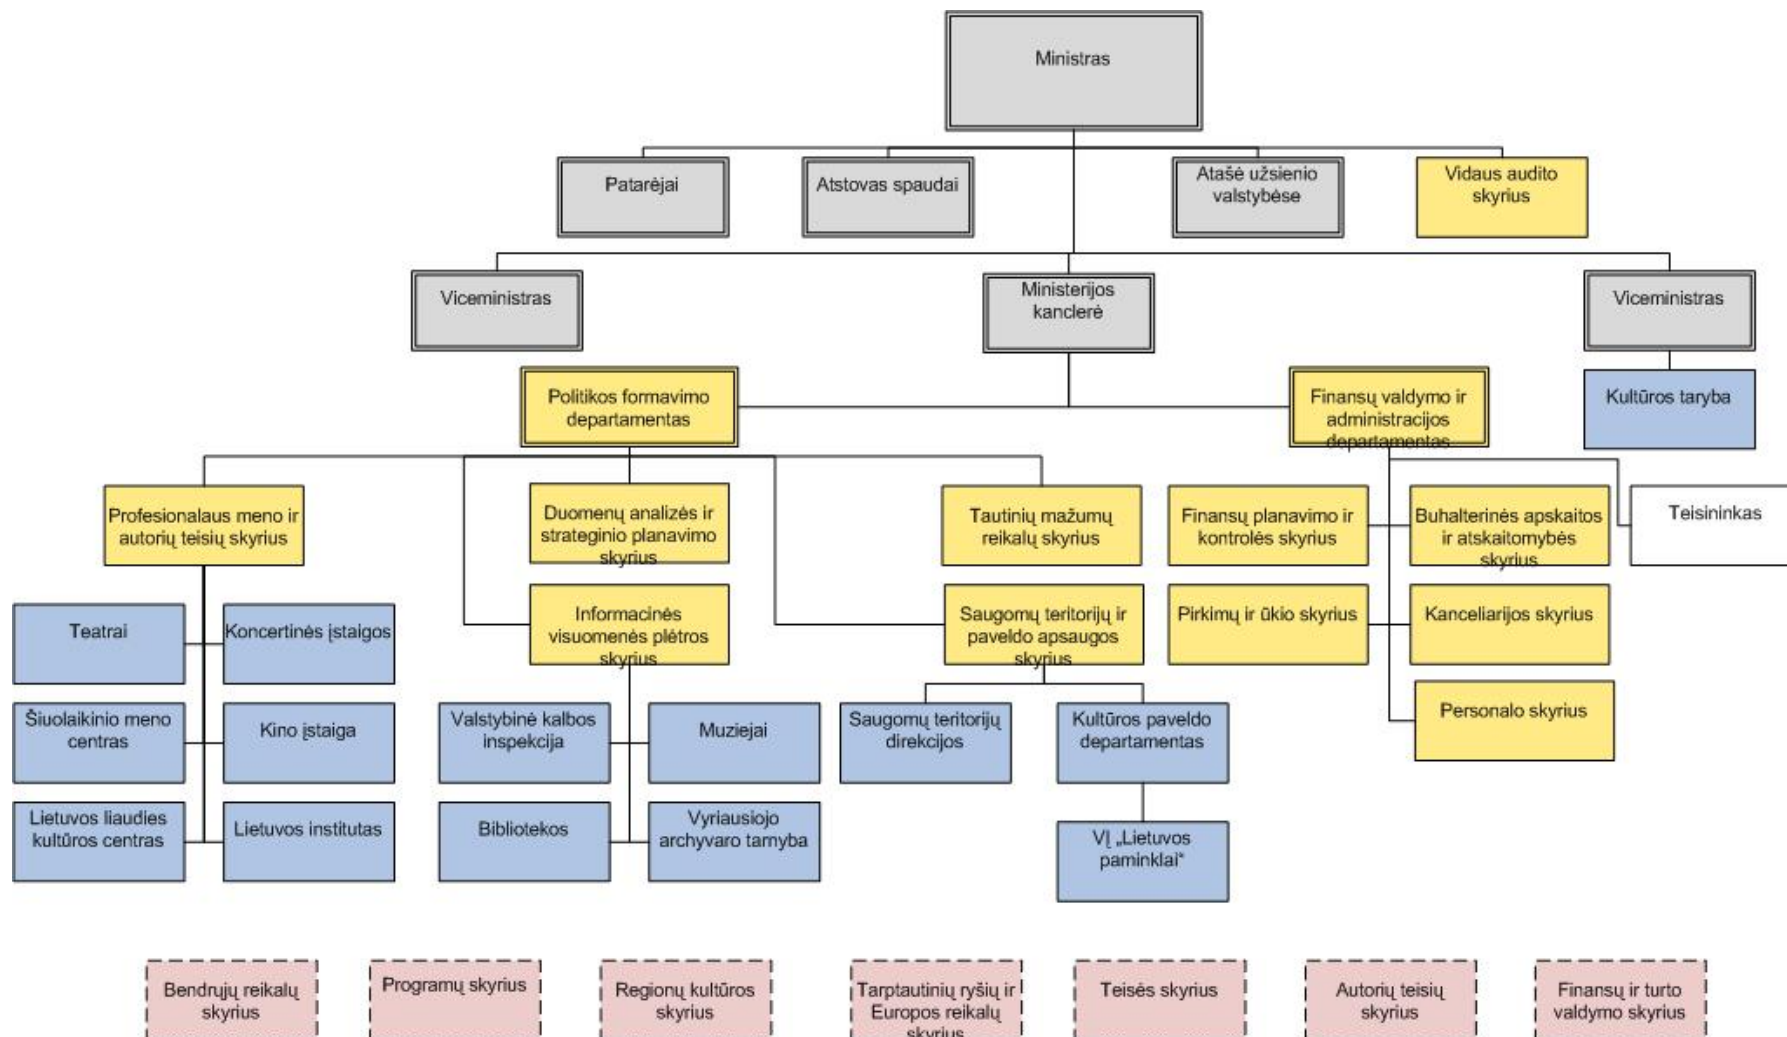 Ministras
Patarėjai
Atstovas spaudai
Atašė užsienio
valstybėse
Vidaus audito
skyrius
Viceministras
Ministerijos
kanclerė
Viceministras
Politikos formavimo
departamentas
Finansų valdymo ir
administracijos
departamentas
Kultūros taryba
Profesionalaus meno ir
autorių teisių skyrius
Duomenų analizės ir
strateginio planavimo
skyrius
Tautinių mažumų
reikalų skyrius
Finansų planavimo ir
kontrolės skyrius
Buhalterinės apskaitos
ir atskaitomybės
skyrius
Teisininkas
Teatrai
Koncertinės įstaigos
Informacinės
visuomenės plėtros
skyrius
Saugomų teritorijų ir
paveldo apsaugos
skyrius
Pirkimų ir ūkio skyrius
Kanceliarijos skyrius
Šiuolaikinio meno
centras
Kino įstaiga
Valstybinė kalbos
inspekcija
Muziejai
Saugomų teritorijų
direkcijos
Kultūros paveldo
departamentas
Personalo skyrius
Lietuvos liaudies
kultūros centras
Lietuvos institutas
Bibliotekos
Vyriausiojo
archyvaro tarnyba
VĮ „Lietuvos
paminklai“
Bendrųjų reikalų
skyrius
Programų skyrius
Regionų kultūros
skyrius
Tarptautinių ryšių ir
Europos reikalų
skyrius
Teisės skyrius
Autorių teisių
skyrius
Finansų ir turto
valdymo skyrius